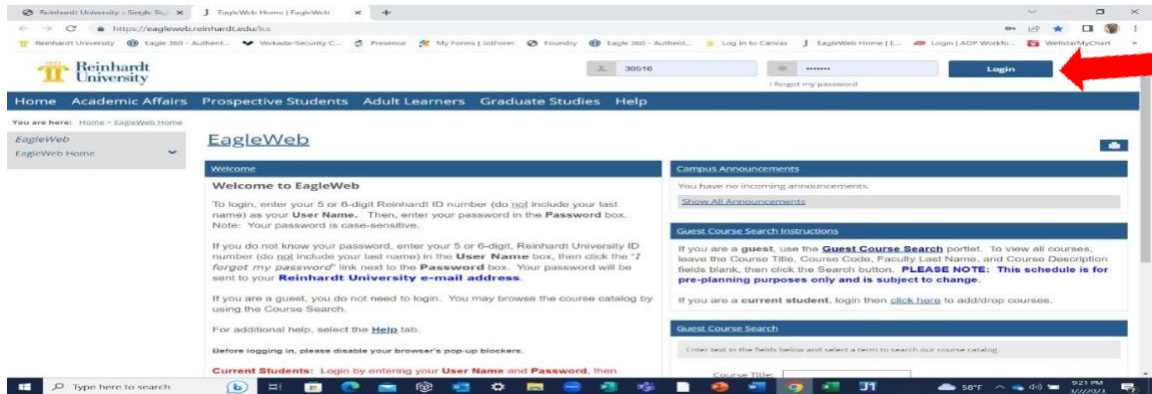 Reinhardt University - Single Sig
EagleWeb Home | EagleWeb
https://eagleweb.reinhardt.edu/ics
Reinhardt University
Eagle 360 - Authent...
Verkada-Security C...
Presence
My Forms | JotForm
Foundry
Eagle 360 - Authent...
Log In to Canvas
EagleWeb Home | E...
Login | ADP Workfo...
WellstarMyChart
Reinhardt
University
30516
Login
I forgot my password
Home Academic Affairs Prospective Students Adult Learners Graduate Studies Help
You are here: Home > EagleWeb Home
EagleWeb
EagleWeb Home
EagleWeb
Welcome
Welcome to EagleWeb
To login, enter your 5 or 6-digit Reinhardt ID number (do not include your last
name) as your User Name. Then, enter your password in the Password box.
Note: Your password is case-sensitive.
If you do not know your password, enter your 5 or 6-digit, Reinhardt University ID
number (do not include your last name) in the User Name box, then click the "I
forgot my password" link next to the Password box. Your password will be
sent to your Reinhardt University e-mail address.
If you are a guest, you do not need to login. You may browse the course catalog by
using the Course Search.
For additional help, select the Help tab.
Before logging in, please disable your browser's pop-up blockers.
Current Students: Login by entering your User Name and Password, then
Campus Announcements
You have no incoming announcements.
Show All Announcements
Guest Course Search Instructions
If you are a guest, use the Guest Course Search portlet. To view all courses,
leave the Course Title, Course Code, Faculty Last Name, and Course Description
fields blank, then click the Search button. PLEASE NOTE: This schedule is for
pre-planning purposes only and is subject to change.
If you are a current student, login then click here to add/drop courses.
Guest Course Search
Enter text in the fields below and select a term to search our course catalog.
Course Title:
Type here to search
J1
58°F
9:21 PM
3/2/2023